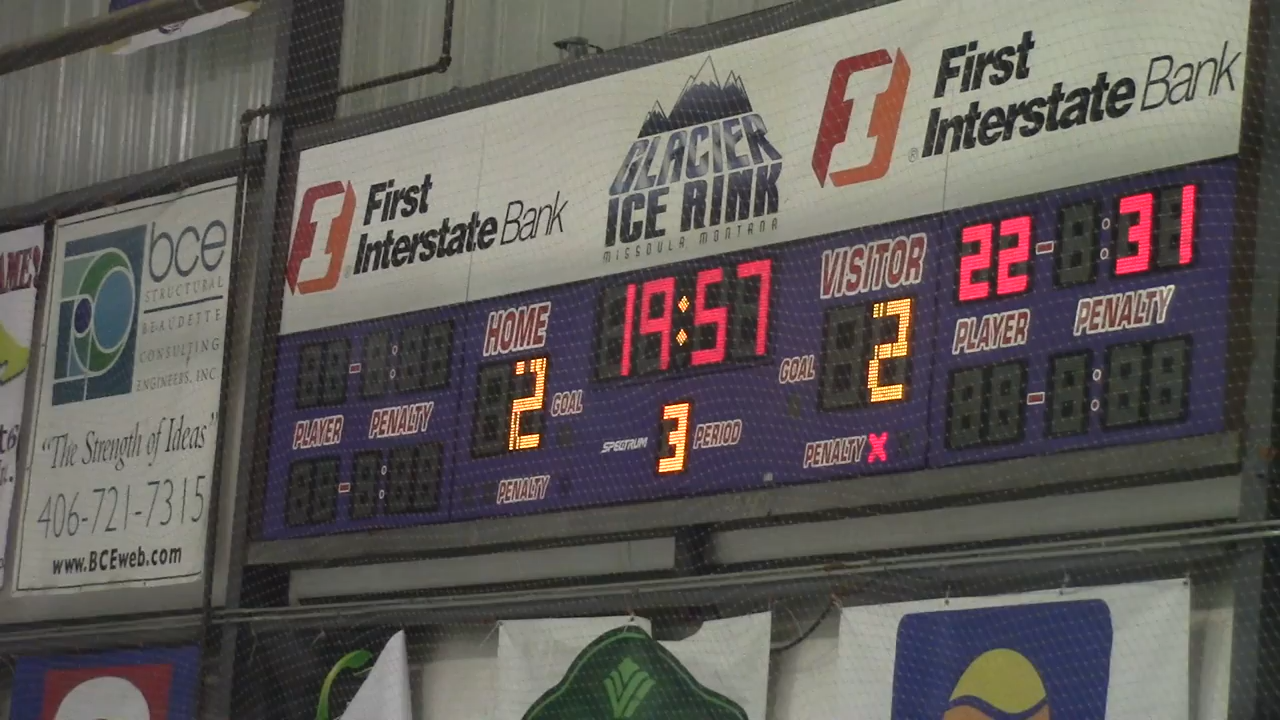 First
Interstate Bank
GLACIER
ICE RINK
MISSOULA, MONTANA
First
Interstate Bank
bce
STRUCTURAL
BEAUDETTE
CONSULTING
ENGINEERS, INC
"The Strength of Ideas"
406-721-7315
www.BCEweb.com
HOME
19:57
VISITOR
22 - :31
PLAYER PENALTY
2 GOAL
GOAL 2
PLAYER PENALTY
SPECTRUM 3 PERIOD
PENALTY
PENALTY X